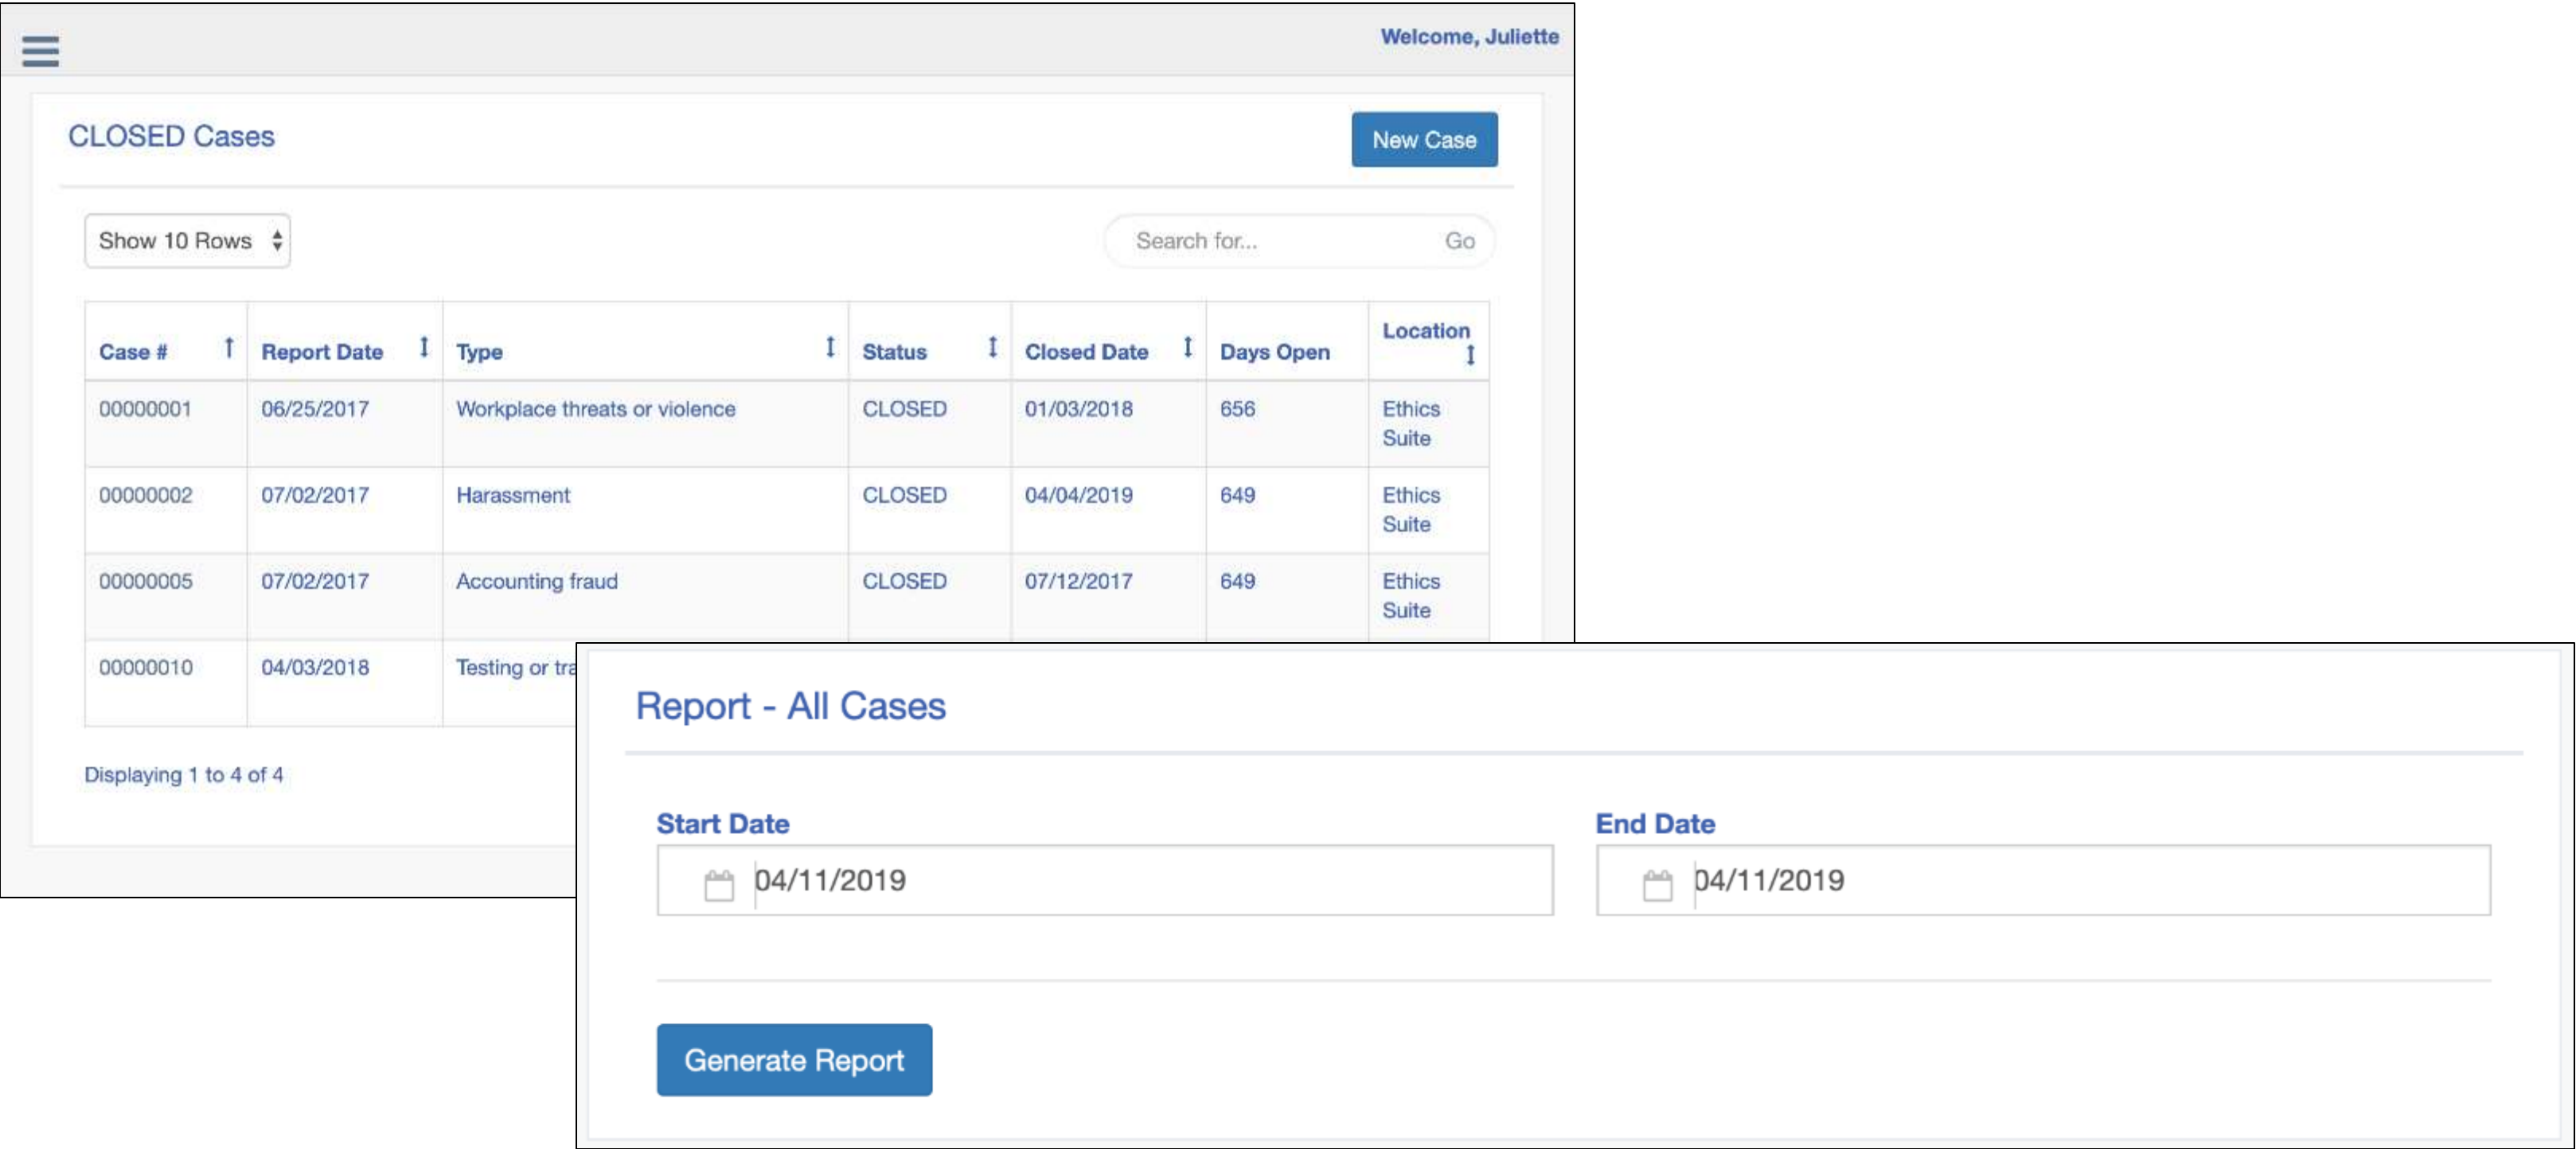 Welcome, Juliette
CLOSED Cases
New Case
Show 10 Rows
Search for...
Go
Case # Report Date Type Status Closed Date Days Open Location
00000001 06/25/2017 Workplace threats or violence CLOSED 01/03/2018 656 Ethics
Suite
00000002 07/02/2017 Harassment CLOSED 04/04/2019 649 Ethics
Suite
00000005 07/02/2017 Accounting fraud CLOSED 07/12/2017 649 Ethics
Suite
00000010 04/03/2018 Testing or
Displaying 1 to 4 of 4
Report - All Cases
Start Date End Date
04/11/2019 04/11/2019
Generate Report